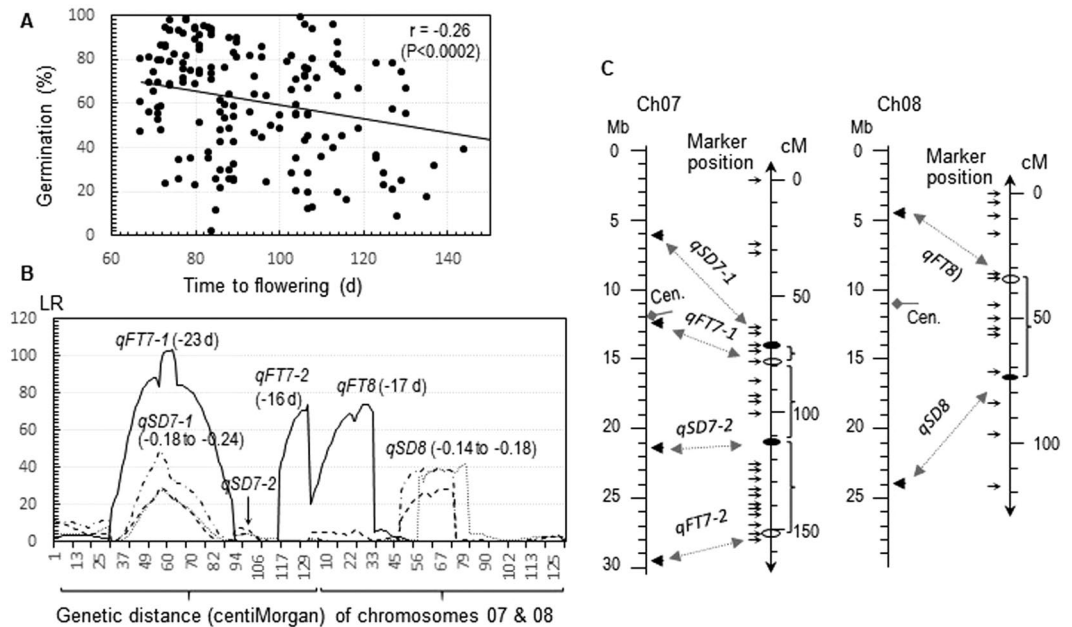 A
100
80
60
40
20
0
Germination (%)
r = -0.26
(P<0.0002)
60 80 100 120 140
Time to flowering (d)
B
LR
120
100
80
60
40
20
0
qFT7-1 (-23 d)
qSD7-1
(-0.18 to -0.24)
qSD7-2
qFT7-2
(-16 d)
qFT8 (-17 d)
qSD8 (-0.14 to -0.18)
1 13 25 37 49 60 70 82 94 106 117 129 10 21 33 45 56 67 79 90 102 113 125
Genetic distance (centiMorgan) of chromosomes 07 & 08
C
Ch07
Mb
Marker
position
cM
0
5
10
15
20
25
30
0
50
100
150
qSD7-1
Cen.
qFT7-1
qSD7-2
qFT7-2
Ch08
Mb
Marker
position
cM
0
5
10
15
20
25
0
50
100
qFT8)
Cen.
qSD8